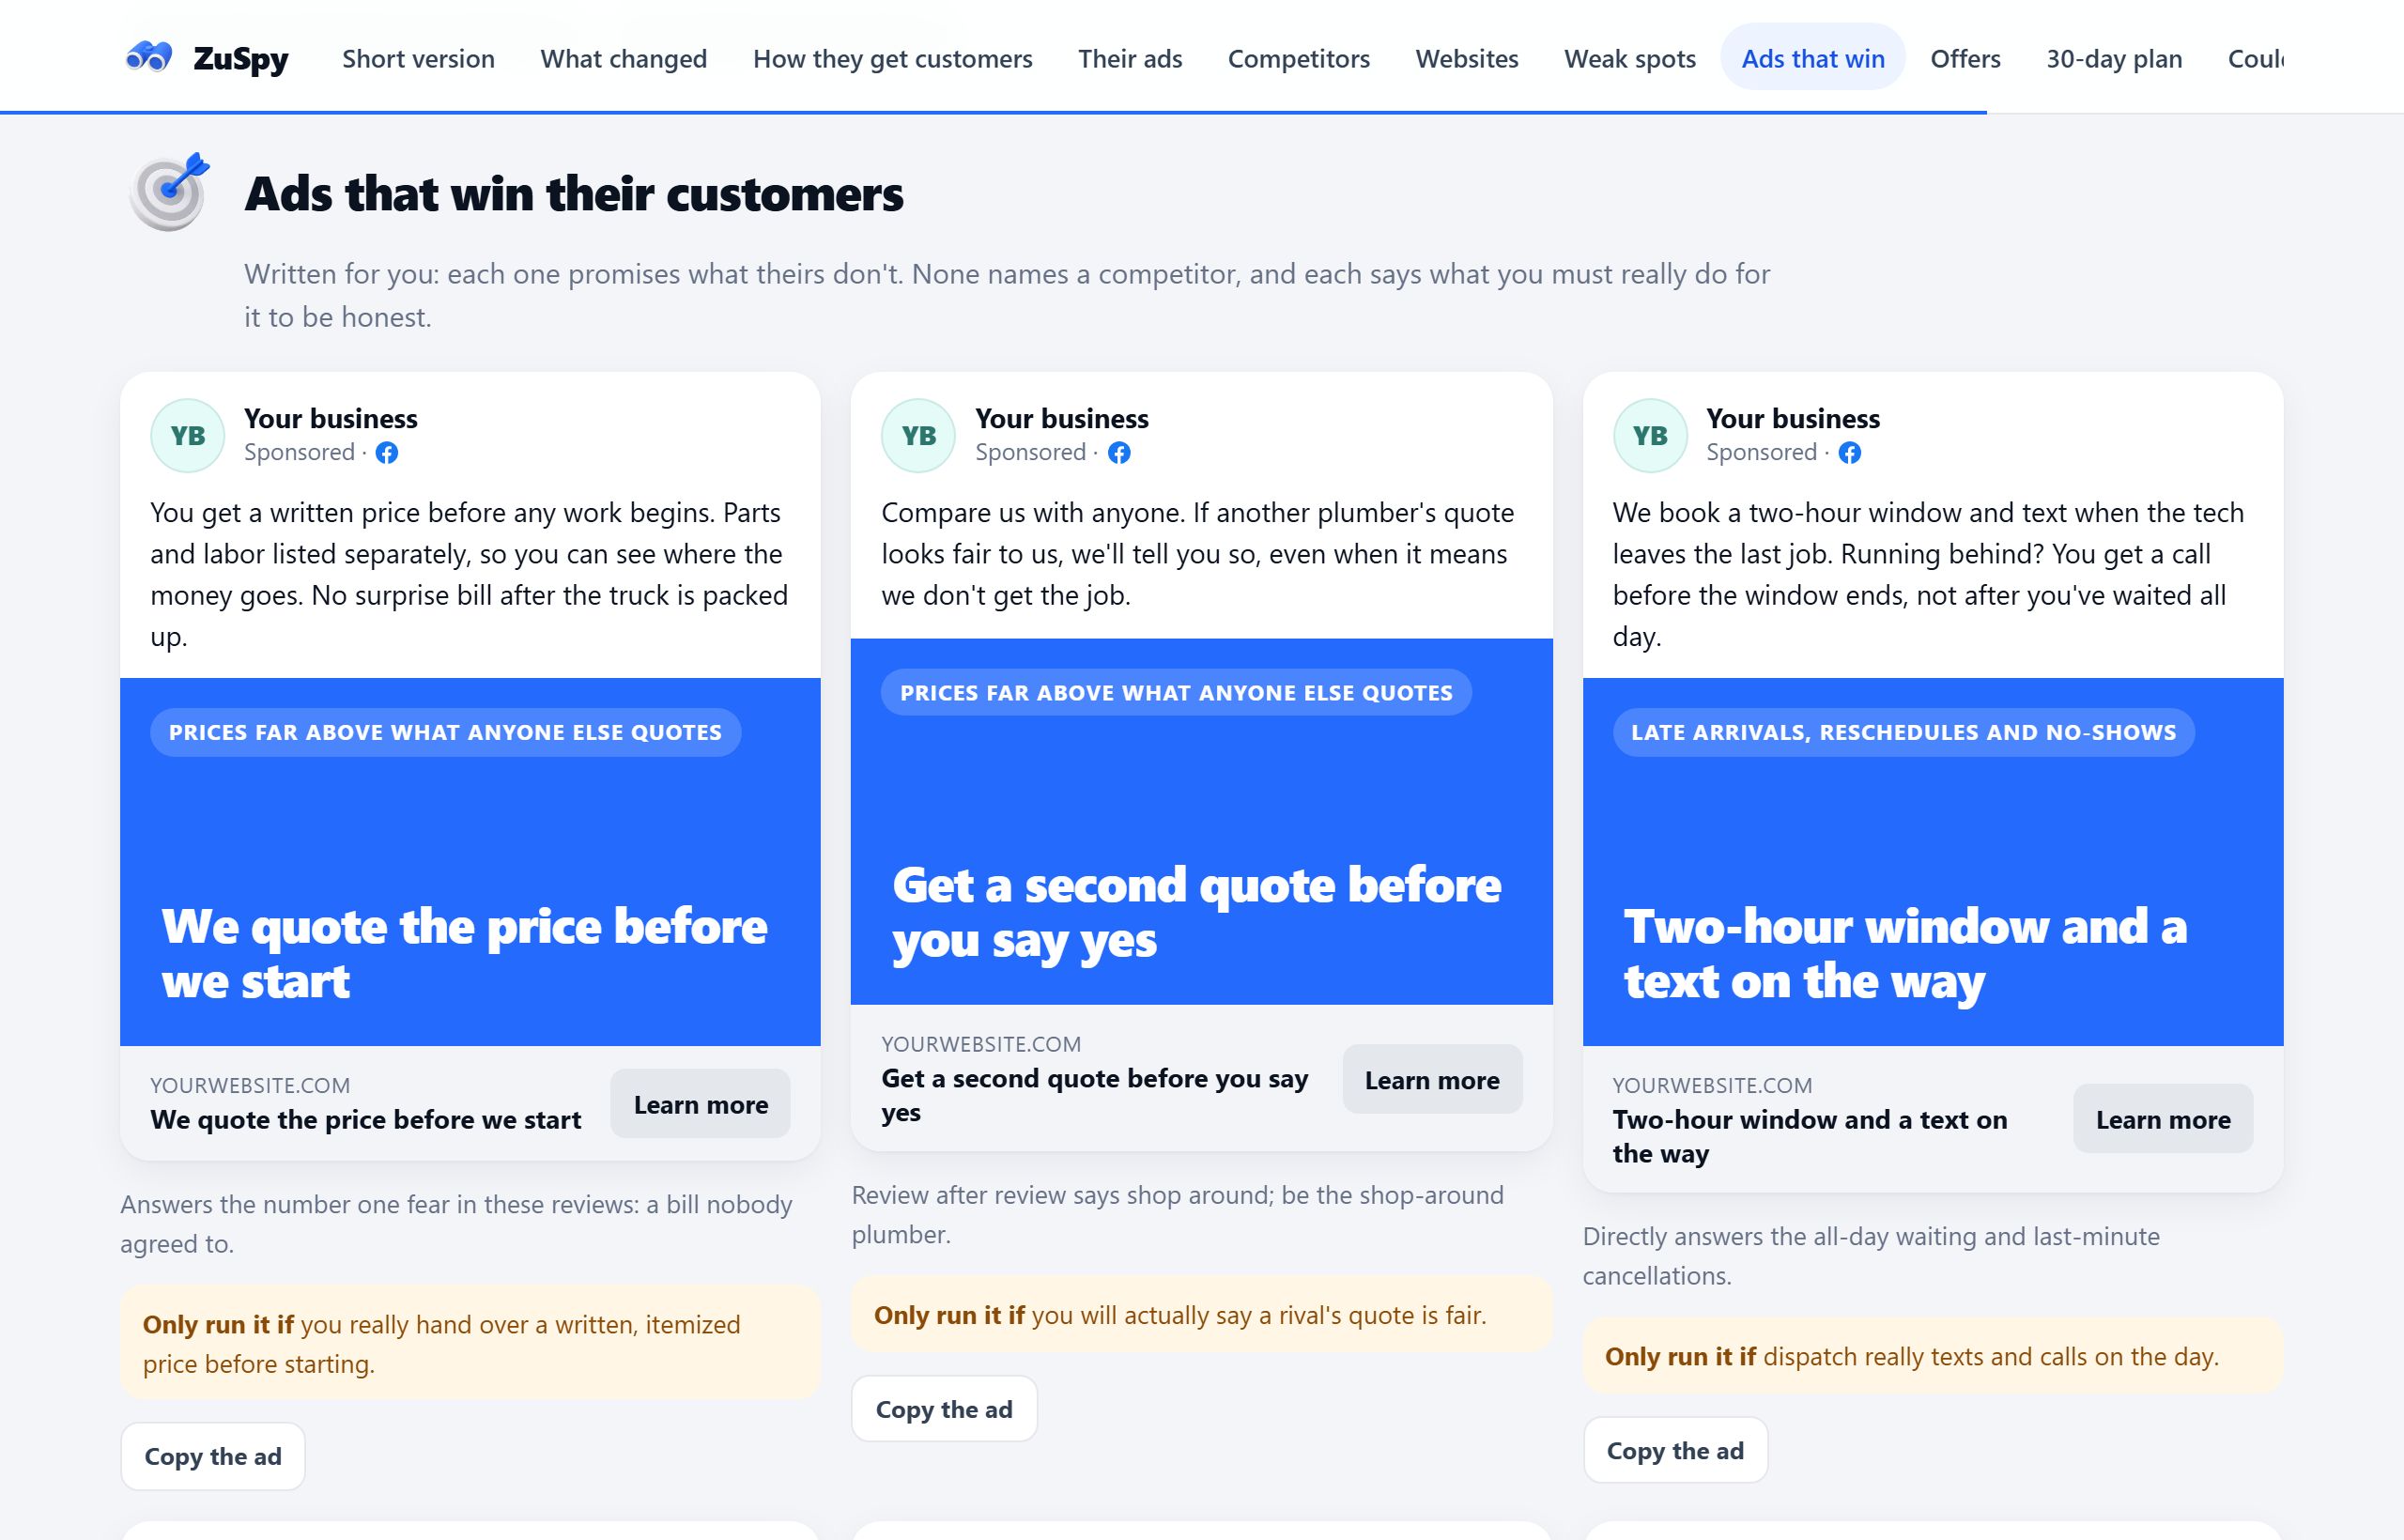 ZuSpy
Short version
What changed
How they get customers
Their ads
Competitors
Websites
Weak spots
Ads that win
Offers
30-day plan
Ads that win their customers
Written for you: each one promises what theirs don't. None names a competitor, and each says what you must really do for
it to be honest.
YB
Your business
Sponsored ·
You get a written price before any work begins. Parts
and labor listed separately, so you can see where the
money goes. No surprise bill after the truck is packed
up.
PRICES FAR ABOVE WHAT ANYONE ELSE QUOTES
We quote the price before
we start
YOURWEBSITE.COM
We quote the price before we start
Learn more
Answers the number one fear in these reviews: a bill nobody
agreed to.
Only run it if you really hand over a written, itemized
price before starting.
Copy the ad
YB
Your business
Sponsored ·
Compare us with anyone. If another plumber's quote
looks fair to us, we'll tell you so, even when it means
we don't get the job.
PRICES FAR ABOVE WHAT ANYONE ELSE QUOTES
Get a second quote before
you say yes
YOURWEBSITE.COM
Get a second quote before you say
yes
Learn more
Review after review says shop around; be the shop-around
plumber.
Only run it if you will actually say a rival's quote is fair.
Copy the ad
YB
Your business
Sponsored ·
We book a two-hour window and text when the tech
leaves the last job. Running behind? You get a call
before the window ends, not after you've waited all
day.
LATE ARRIVALS, RESCHEDULES AND NO-SHOWS
Two-hour window and a
text on the way
YOURWEBSITE.COM
Two-hour window and a text on
the way
Learn more
Directly answers the all-day waiting and last-minute
cancellations.
Only run it if dispatch really texts and calls on the day.
Copy the ad